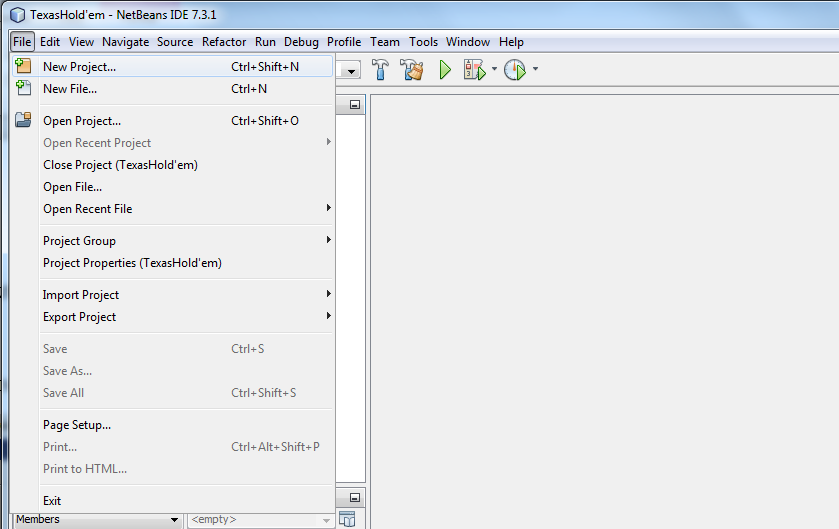 TexasHold'em - NetBeans IDE 7.3.1
File Edit View Navigate Source Refactor Run Debug Profile Team Tools Window Help
New Project... Ctrl+Shift+N
New File... Ctrl+N
Open Project... Ctrl+Shift+O
Open Recent Project
Close Project (TexasHold'em)
Open File...
Open Recent File
Project Group
Project Properties (TexasHold'em)
Import Project
Export Project
Save Ctrl+S
Save As...
Save All Ctrl+Shift+S
Page Setup...
Print... Ctrl+Alt+Shift+P
Print to HTML...
Exit
Members <empty>